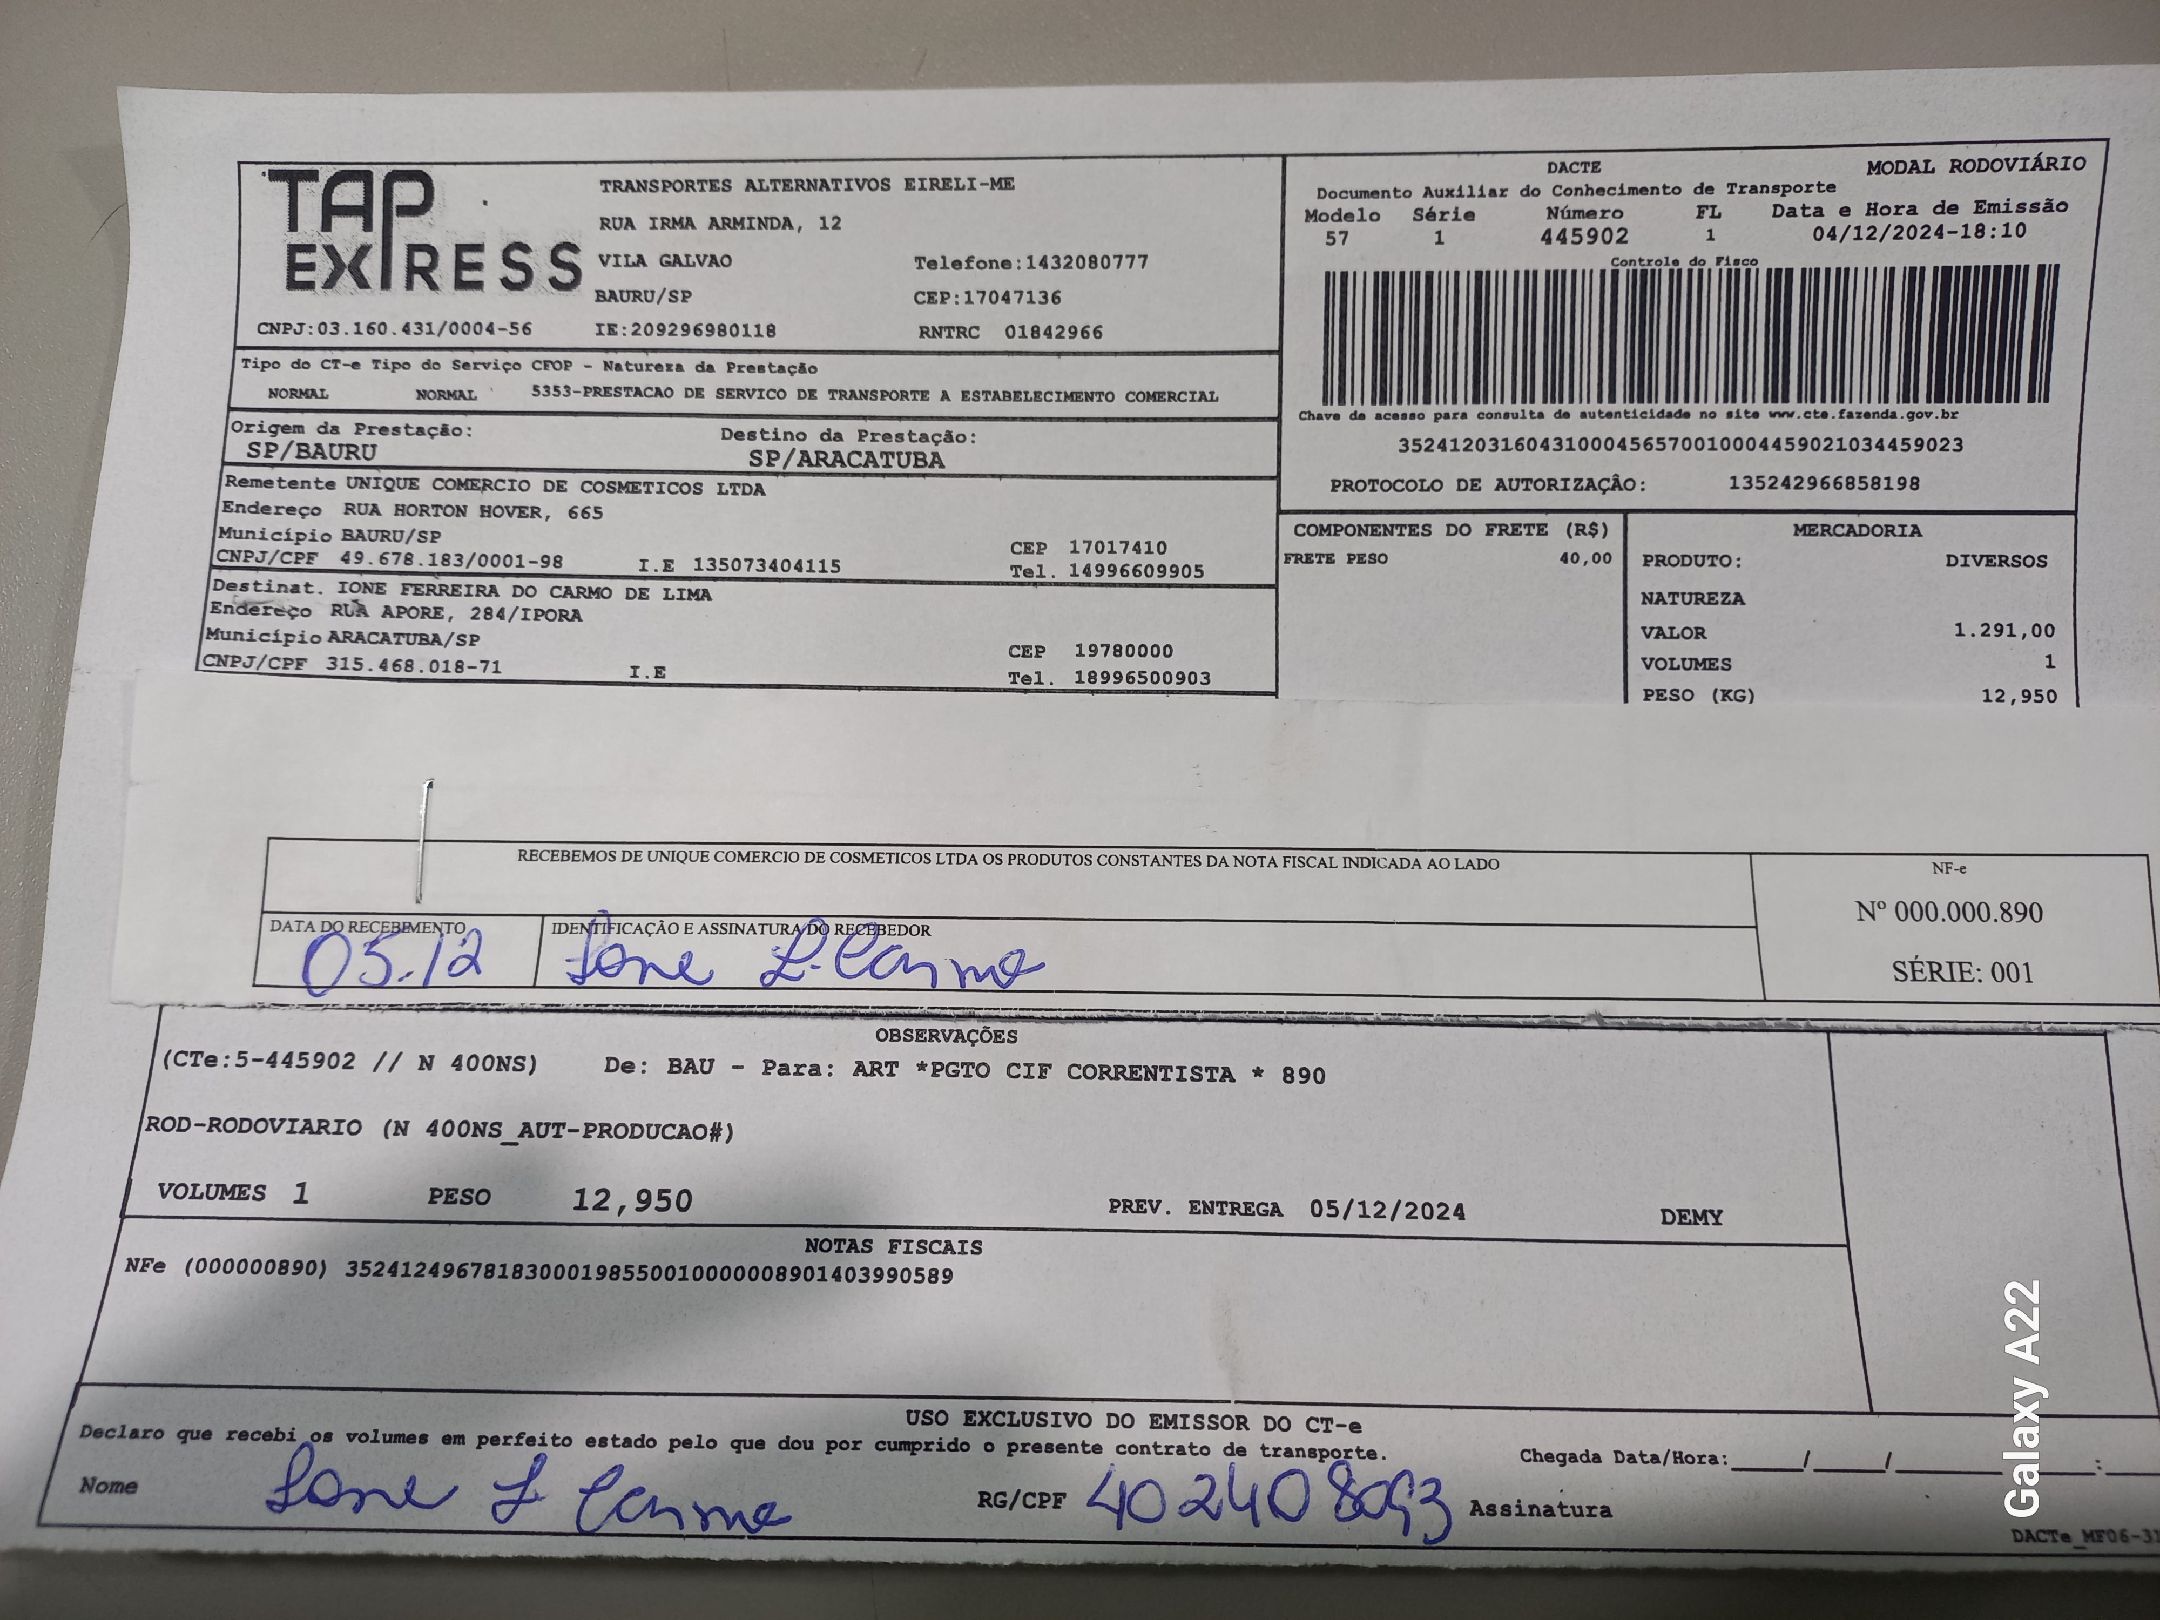 TAP EXPRESS
TRANSPORTES ALTERNATIVOS EIRELI-ME
RUA IRMA ARMINDA, 12
VILA GALVAO Telefone:1432080777
BAURU/SP CEP:17047136
CNPJ:03.160.431/0004-56 IE:209296980118 RNTRC 01842966
DACTE MODAL RODOVIÁRIO
Documento Auxiliar do Conhecimento de Transporte
Modelo Série Número FL Data e Hora de Emissão
57 1 445902 1 04/12/2024-18:10
Controle do Fisco
Chave de acesso para consulta de autenticidade no site www.cte.fazenda.gov.br
35241203160431000456570010004459021034459023
PROTOCOLO DE AUTORIZAÇÃO: 135242966858198
Tipo do CT-e Tipo do Serviço CFOP - Natureza da Prestação
NORMAL NORMAL 5353-PRESTACAO DE SERVICO DE TRANSPORTE A ESTABELECIMENTO COMERCIAL
Origem da Prestação: Destino da Prestação:
SP/BAURU SP/ARACATUBA
Remetente UNIQUE COMERCIO DE COSMETICOS LTDA
Endereço RUA HORTON HOVER, 665
Município BAURU/SP CEP 17017410
CNPJ/CPF 49.678.183/0001-98 I.E 135073404115 Tel. 14996609905
Destinat. IONE FERREIRA DO CARMO DE LIMA
Endereço RUA APORE, 284/IPORA
Município ARACATUBA/SP CEP 19780000
CNPJ/CPF 315.468.018-71 I.E Tel. 18996500903
COMPONENTES DO FRETE (R$)
FRETE PESO 40,00
MERCADORIA
PRODUTO: DIVERSOS
NATUREZA
VALOR 1.291,00
VOLUMES 1
PESO (KG) 12,950
RECEBEMOS DE UNIQUE COMERCIO DE COSMETICOS LTDA OS PRODUTOS CONSTANTES DA NOTA FISCAL INDICADA AO LADO
NF-e
Nº 000.000.890
SÉRIE: 001
DATA DO RECEBIMENTO IDENTIFICAÇÃO E ASSINATURA DO RECEBEDOR
05.12 Ione F. Carmo
OBSERVAÇÕES
(CTe:5-445902 // N 400NS) De: BAU - Para: ART *PGTO CIF CORRENTISTA * 890
ROD-RODOVIARIO (N 400NS_AUT-PRODUCAO#)
VOLUMES 1 PESO 12,950 PREV. ENTREGA 05/12/2024 DEMY
NOTAS FISCAIS
NFe (000000890) 35241249678183000198550010000008901403990589
USO EXCLUSIVO DO EMISSOR DO CT-e
Declaro que recebi os volumes em perfeito estado pelo que dou por cumprido o presente contrato de transporte. Chegada Data/Hora:____/____/______ ____:__
Nome Ione F Carmo RG/CPF 402408093 Assinatura
Galaxy A22